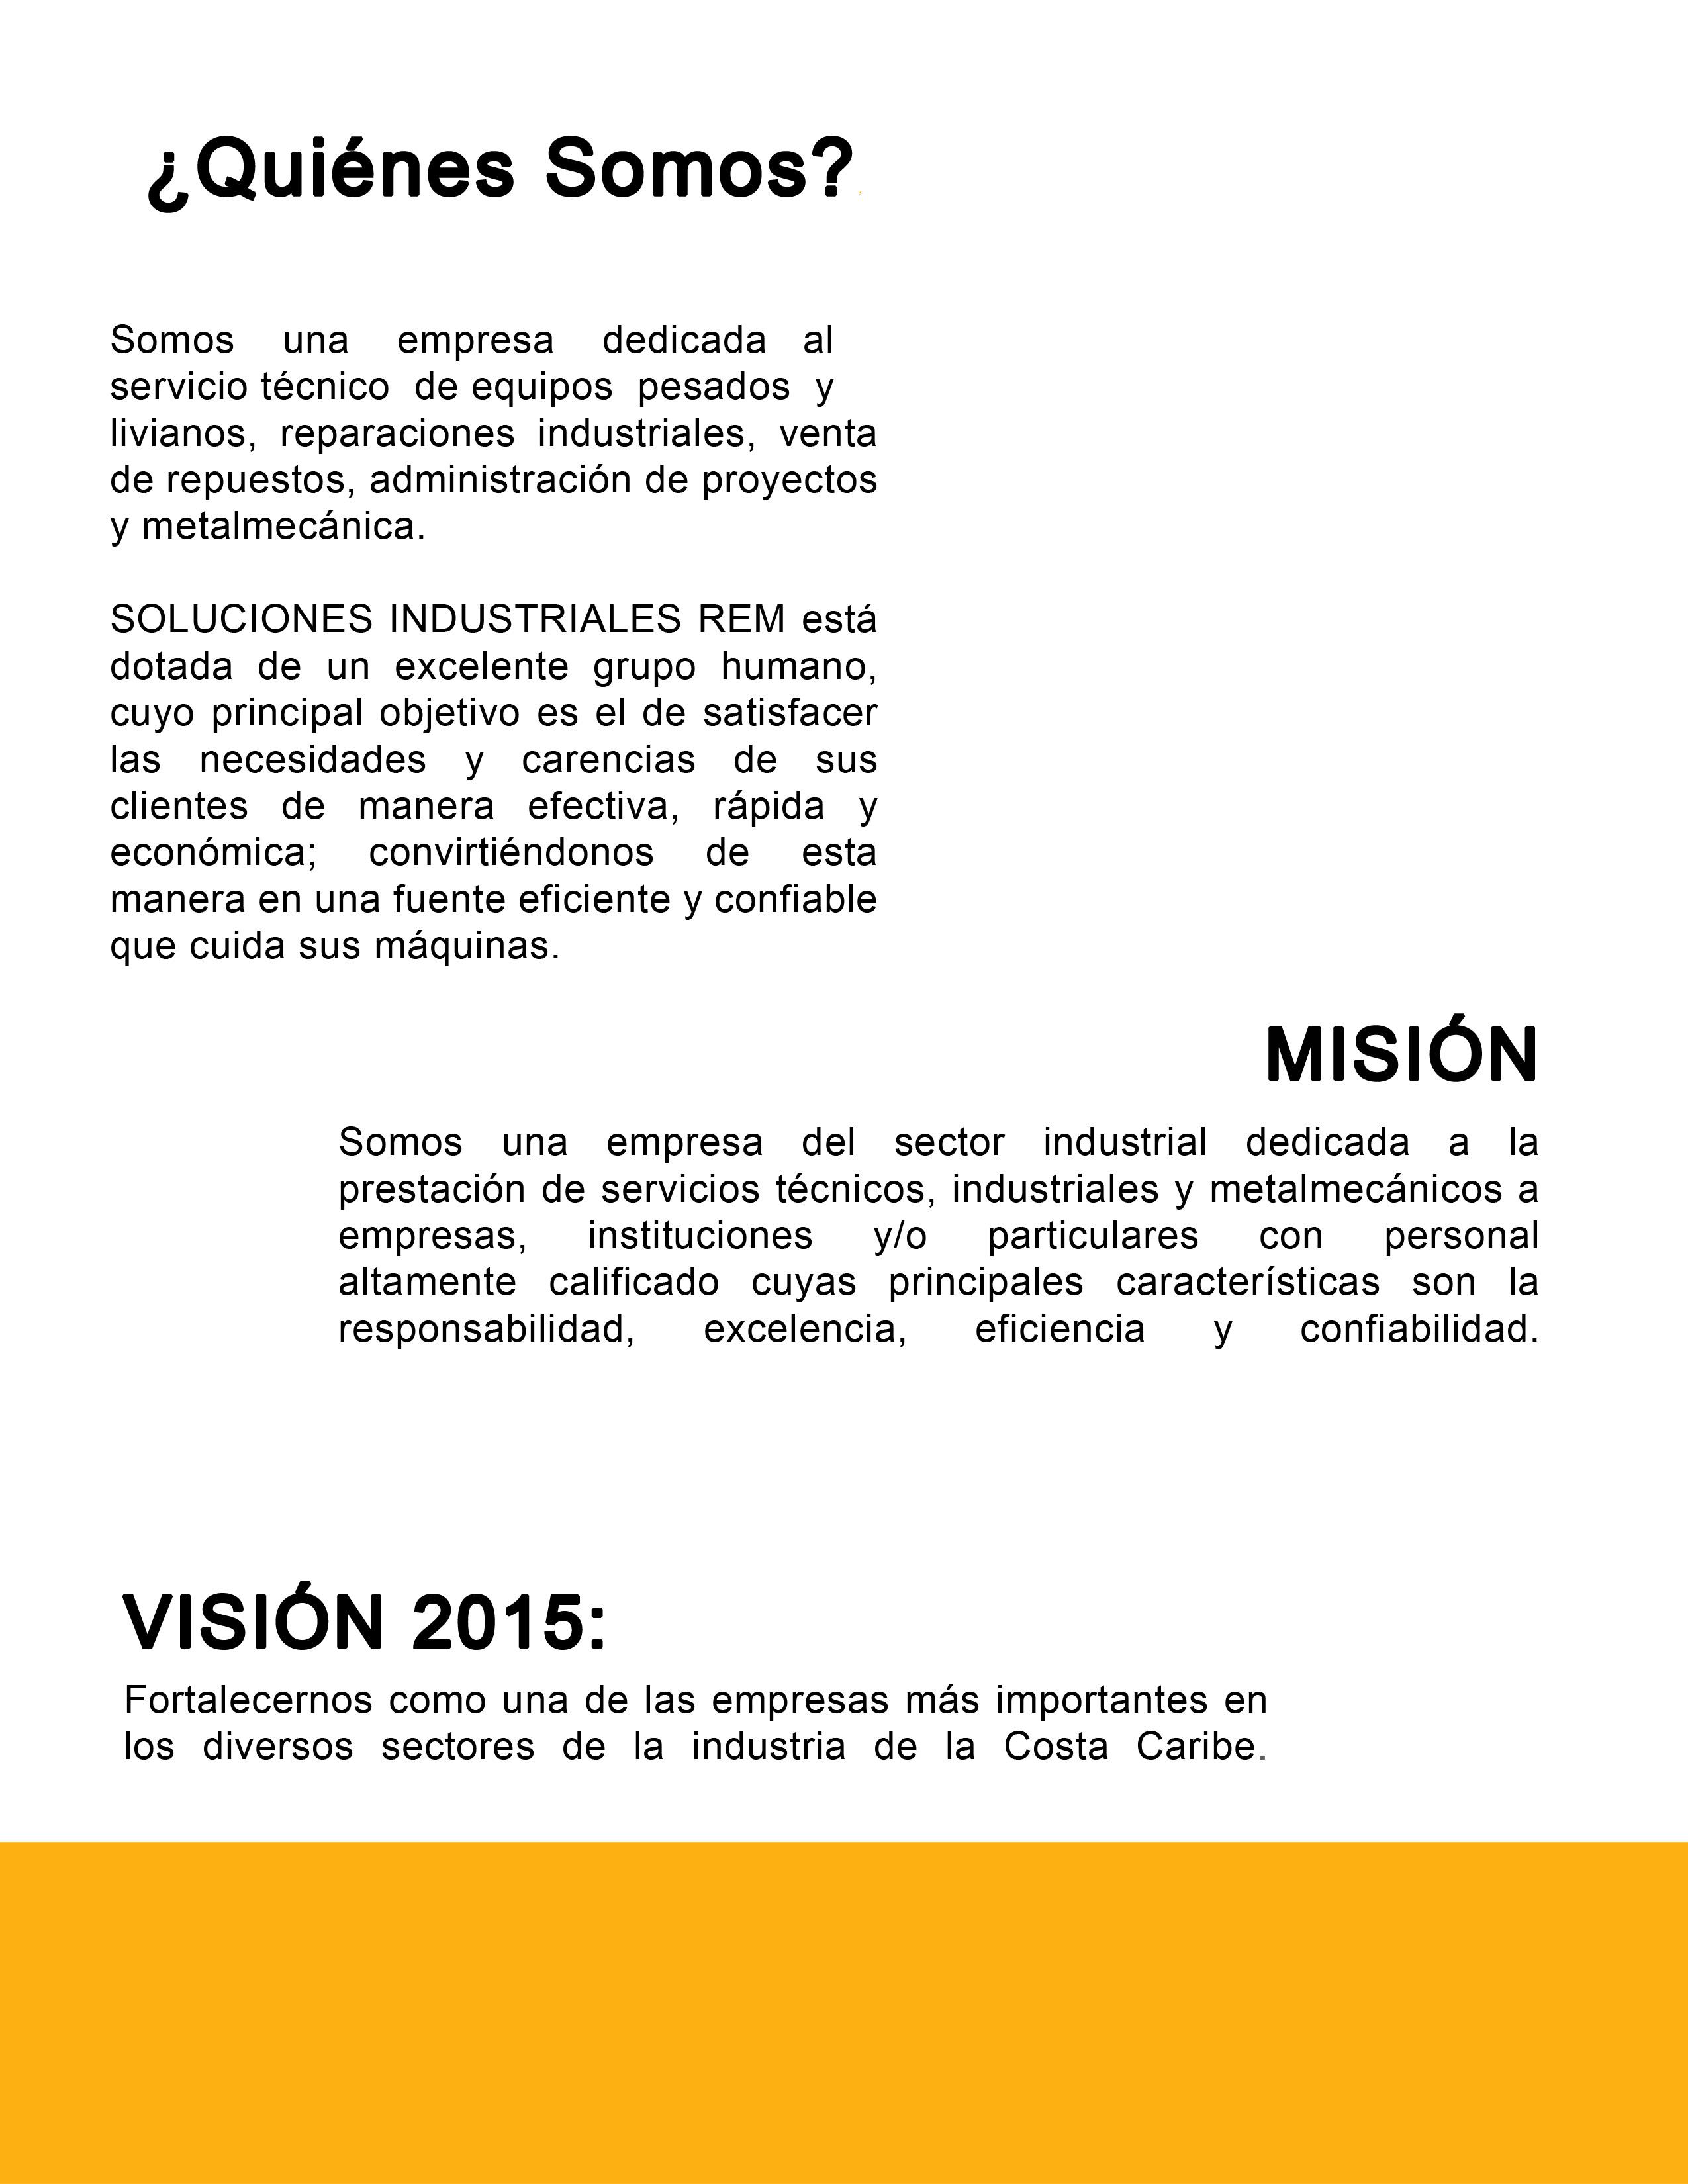 ¿Quiénes Somos?
Somos una empresa dedicada al
servicio técnico de equipos pesados y
livianos, reparaciones industriales, venta
de repuestos, administración de proyectos
y metalmecánica.
SOLUCIONES INDUSTRIALES REM está
dotada de un excelente grupo humano,
cuyo principal objetivo es el de satisfacer
las necesidades y carencias de sus
clientes de manera efectiva, rápida y
económica; convirtiéndonos de esta
manera en una fuente eficiente y confiable
que cuida sus máquinas.
MISIÓN
Somos una empresa del sector industrial dedicada a la
prestación de servicios técnicos, industriales y metalmecánicos a
empresas, instituciones y/o particulares con personal
altamente calificado cuyas principales características son la
responsabilidad, excelencia, eficiencia y confiabilidad.
VISIÓN 2015:
Fortalecernos como una de las empresas más importantes en
los diversos sectores de la industria de la Costa Caribe.